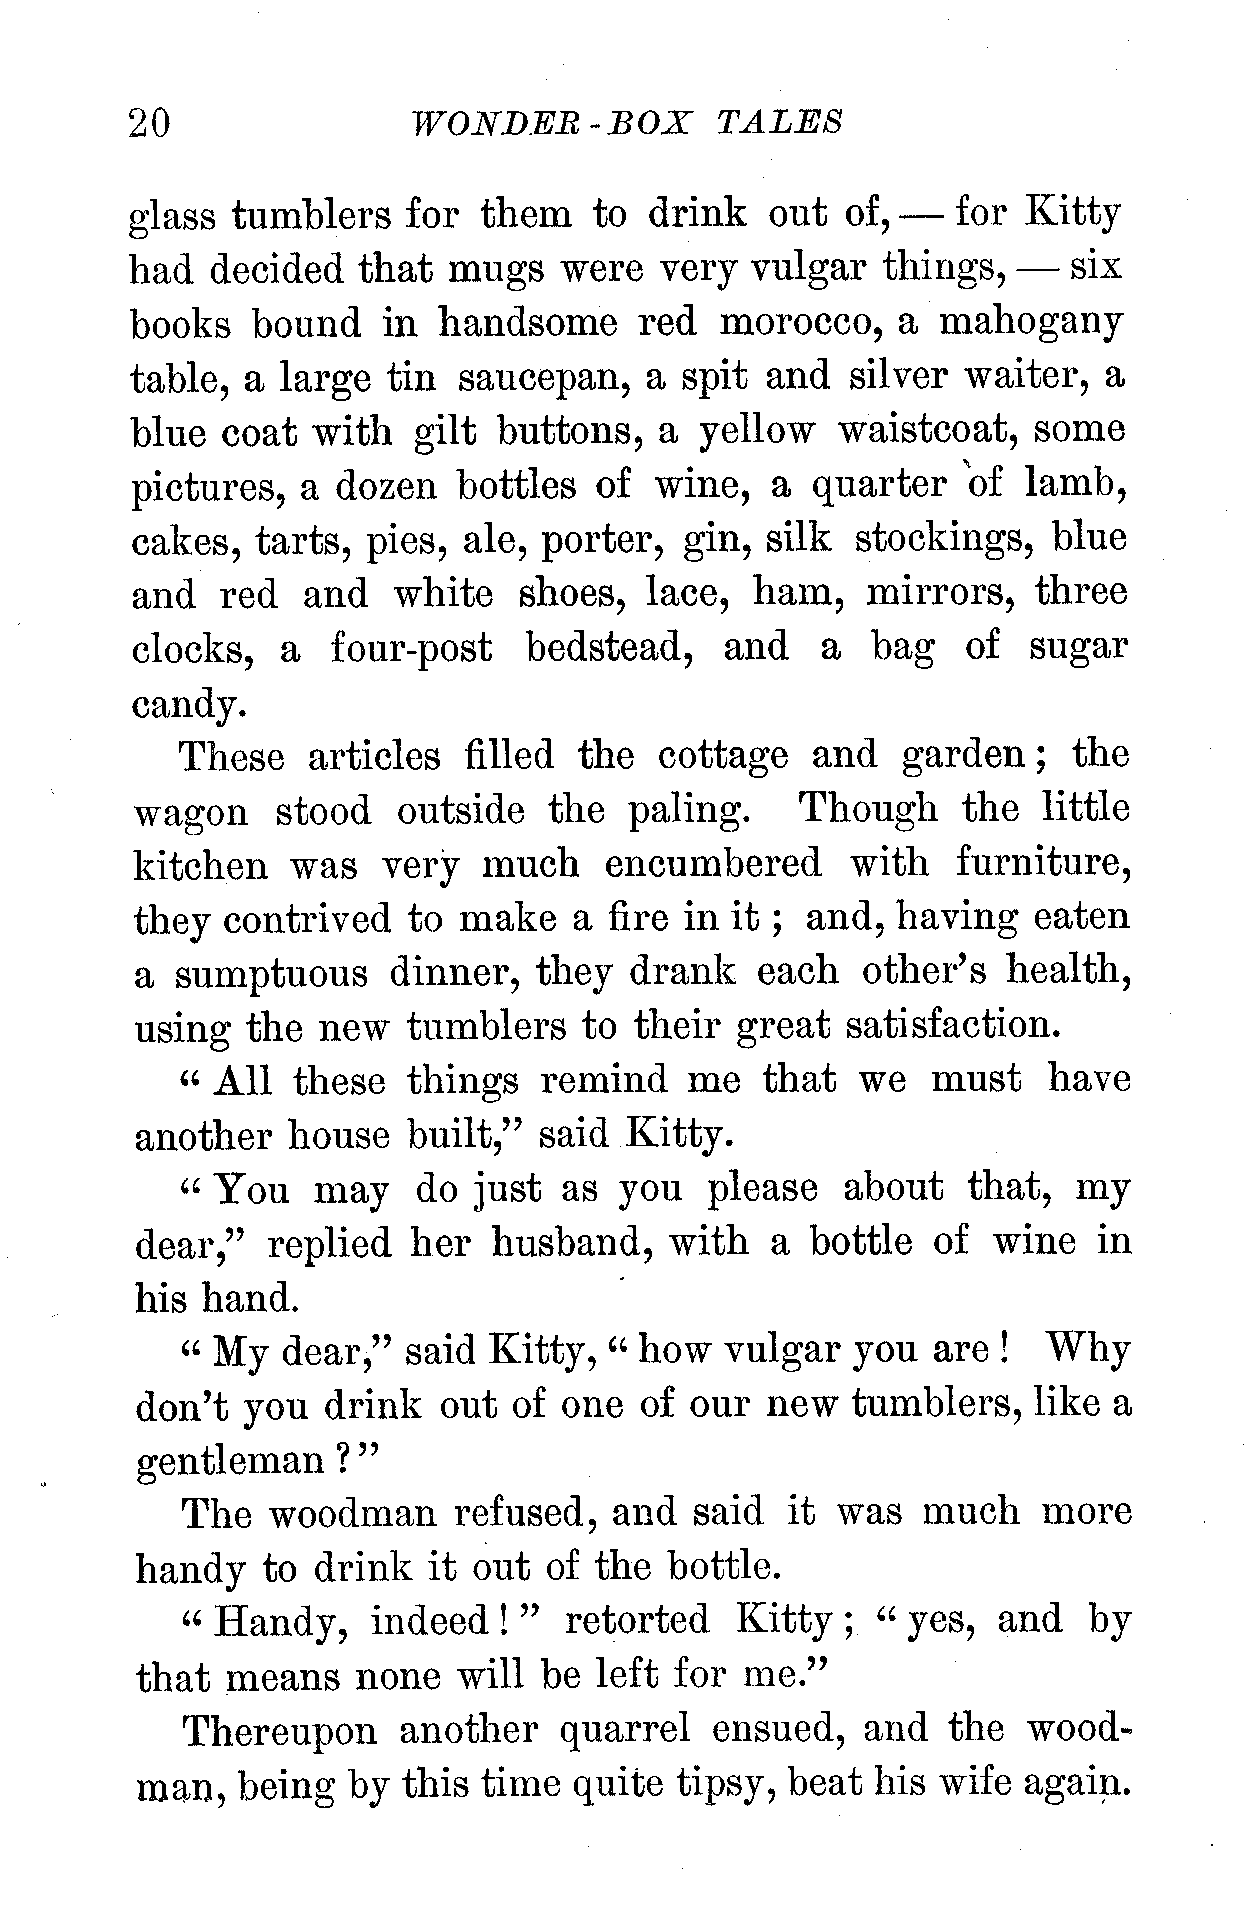 20 WONDER-BOX TALES
glass tumblers for them to drink out of,— for Kitty
had decided that mugs were very vulgar things, — six
books bound in handsome red morocco, a mahogany
table, a large tin saucepan, a spit and silver waiter, a
blue coat with gilt buttons, a yellow waistcoat, some
pictures, a dozen bottles of wine, a quarter of lamb,
cakes, tarts, pies, ale, porter, gin, silk stockings, blue
and red and white shoes, lace, ham, mirrors, three
clocks, a four-post bedstead, and a bag of sugar
candy.
These articles filled the cottage and garden; the
wagon stood outside the paling. Though the little
kitchen was very much encumbered with furniture,
they contrived to make a fire in it; and, having eaten
a sumptuous dinner, they drank each other's health,
using the new tumblers to their great satisfaction.
“ All these things remind me that we must have
another house built,” said Kitty.
“ You may do just as you please about that, my
dear,” replied her husband, with a bottle of wine in
his hand.
“ My dear,” said Kitty, “ how vulgar you are! Why
don't you drink out of one of our new tumblers, like a
gentleman?”
The woodman refused, and said it was much more
handy to drink it out of the bottle.
“ Handy, indeed!” retorted Kitty; “ yes, and by
that means none will be left for me.”
Thereupon another quarrel ensued, and the wood-
man, being by this time quite tipsy, beat his wife again.